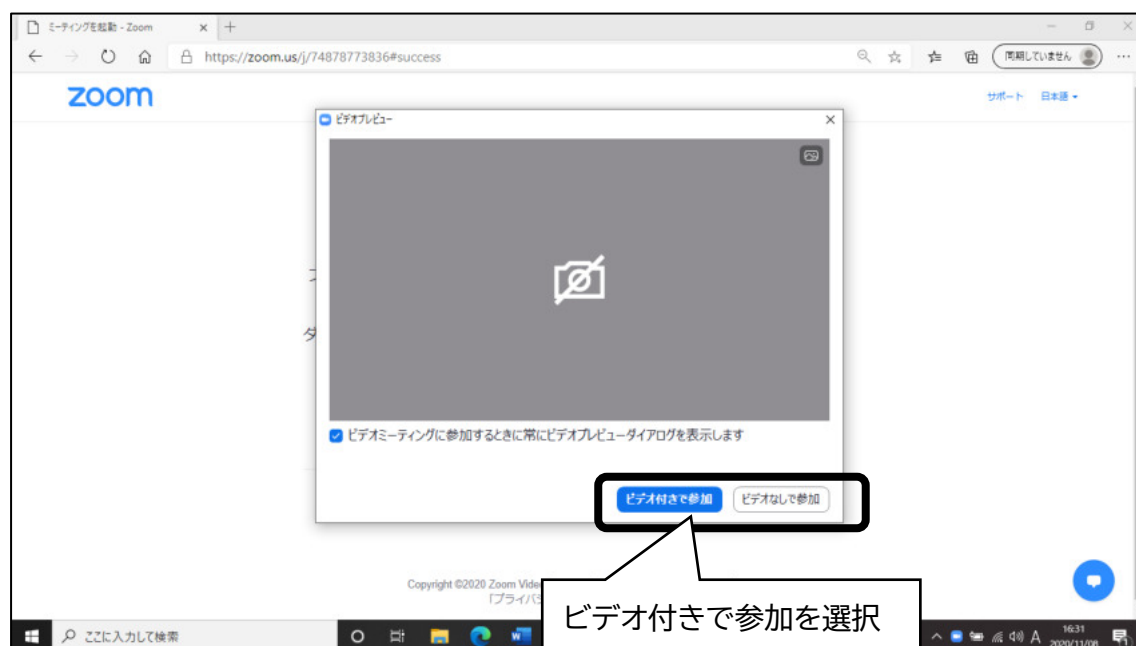 ミーティングを起動 - Zoom
https://zoom.us/j/74878773836#success
同期していません
zoom
サポート 日本語
ビデオプレビュー
ビデオミーティングに参加するときに常にビデオプレビューダイアログを表示します
ビデオ付きで参加 ビデオなしで参加
Copyright ©2020 Zoom Vide
「プライバシ
ビデオ付きで参加を選択
ここに入力して検索
A
16:31
2020/11/08